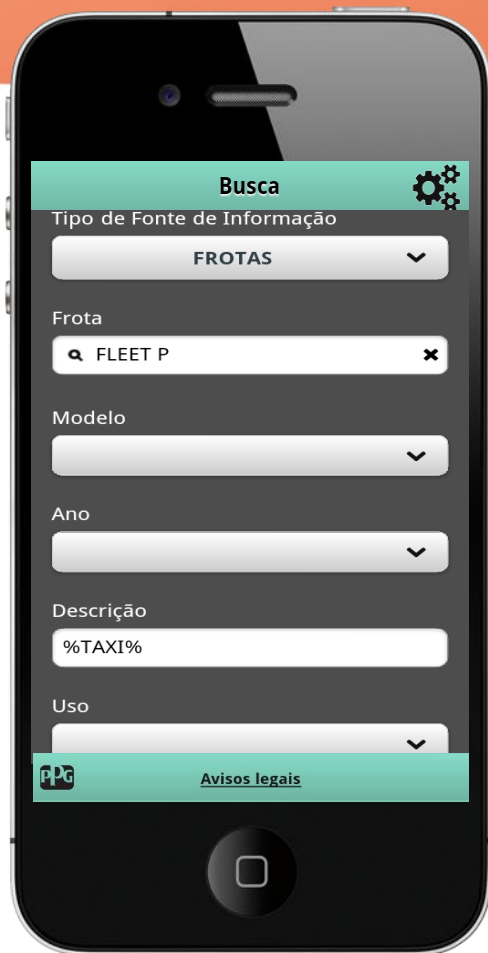 Busca
Tipo de Fonte de Informação
FROTAS
Frota
FLEET P
Modelo
Ano
Descrição
%TAXI%
Uso
PPG
Avisos legais